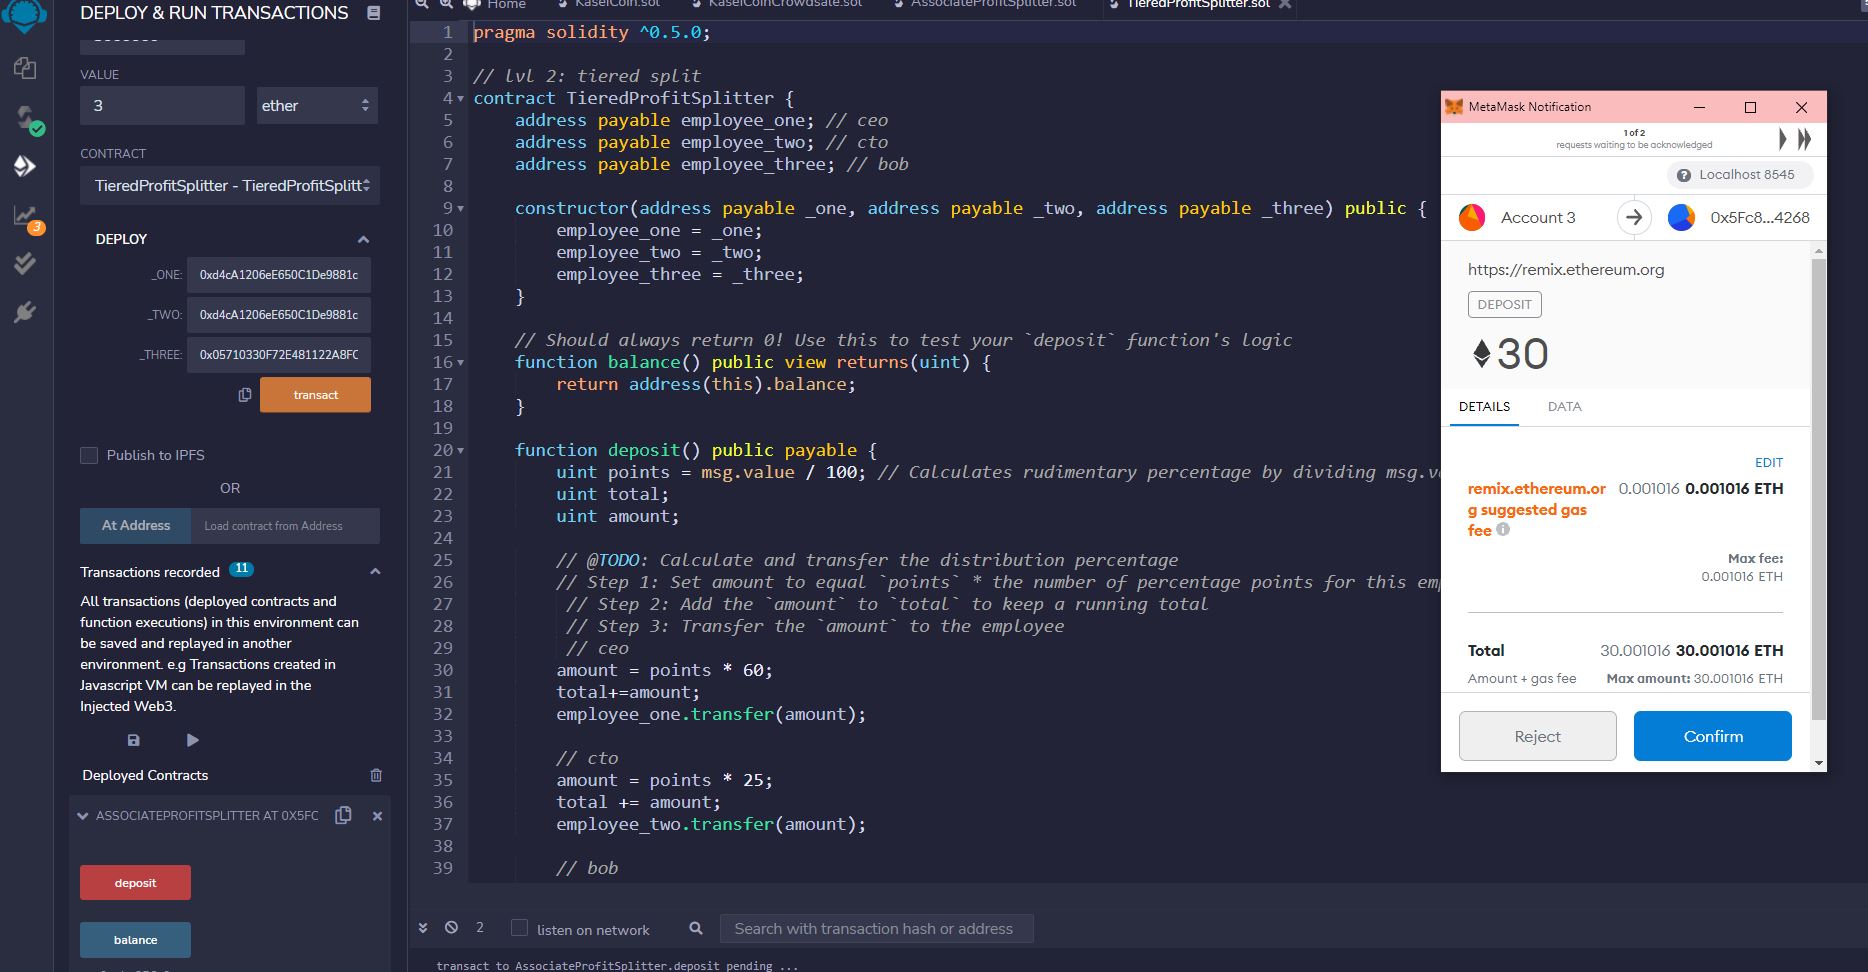 DEPLOY & RUN TRANSACTIONS
VALUE
3
ether
CONTRACT
TieredProfitSplitter - TieredProfitSplitt
DEPLOY
_ONE:
0xd4cA1206eE650C1De9881c
_TWO:
0xd4cA1206eE650C1De9881c
_THREE:
0x05710330F72E481122A8FC
transact
Publish to IPFS
OR
At Address
Load contract from Address
Transactions recorded 11
All transactions (deployed contracts and
function executions) in this environment can
be saved and replayed in another
environment. e.g Transactions created in
Javascript VM can be replayed in the
Injected Web3.
Deployed Contracts
ASSOCIATEPROFITSPLITTER AT 0X5FC
deposit
balance
3
Home
KaseiCoin.sol
KaseiCoinCrowdsale.sol
AssociateProfitSplitter.sol
TieredProfitSplitter.sol
1 pragma solidity ^0.5.0;
2
3 // lvl 2: tiered split
4 contract TieredProfitSplitter {
5 address payable employee_one; // ceo
6 address payable employee_two; // cto
7 address payable employee_three; // bob
8
9 constructor(address payable _one, address payable _two, address payable _three) public {
10 employee_one = _one;
11 employee_two = _two;
12 employee_three = _three;
13 }
14
15 // Should always return 0! Use this to test your `deposit` function's logic
16 function balance() public view returns(uint) {
17 return address(this).balance;
18 }
19
20 function deposit() public payable {
21 uint points = msg.value / 100; // Calculates rudimentary percentage by dividing msg.v
22 uint total;
23 uint amount;
24
25 // @TODO: Calculate and transfer the distribution percentage
26 // Step 1: Set amount to equal `points` * the number of percentage points for this em
27 // Step 2: Add the `amount` to `total` to keep a running total
28 // Step 3: Transfer the `amount` to the employee
29 // ceo
30 amount = points * 60;
31 total+=amount;
32 employee_one.transfer(amount);
33
34 // cto
35 amount = points * 25;
36 total += amount;
37 employee_two.transfer(amount);
38
39 // bob
2
listen on network
Search with transaction hash or address
transact to AssociateProfitSplitter.deposit pending ...
MetaMask Notification
1 of 2
requests waiting to be acknowledged
Localhost 8545
Account 3
0x5Fc8...4268
https://remix.ethereum.org
DEPOSIT
30
DETAILS
DATA
EDIT
remix.ethereum.or 0.001016 0.001016 ETH
g suggested gas
fee
Max fee:
0.001016 ETH
Total 30.001016 30.001016 ETH
Amount + gas fee Max amount: 30.001016 ETH
Reject
Confirm